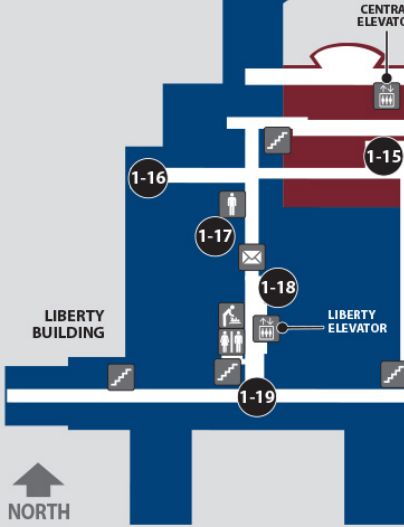 CENTRA
ELEVATO
1-15
1-16
1-17
1-18
LIBERTY
BUILDING
LIBERTY
ELEVATOR
1-19
NORTH